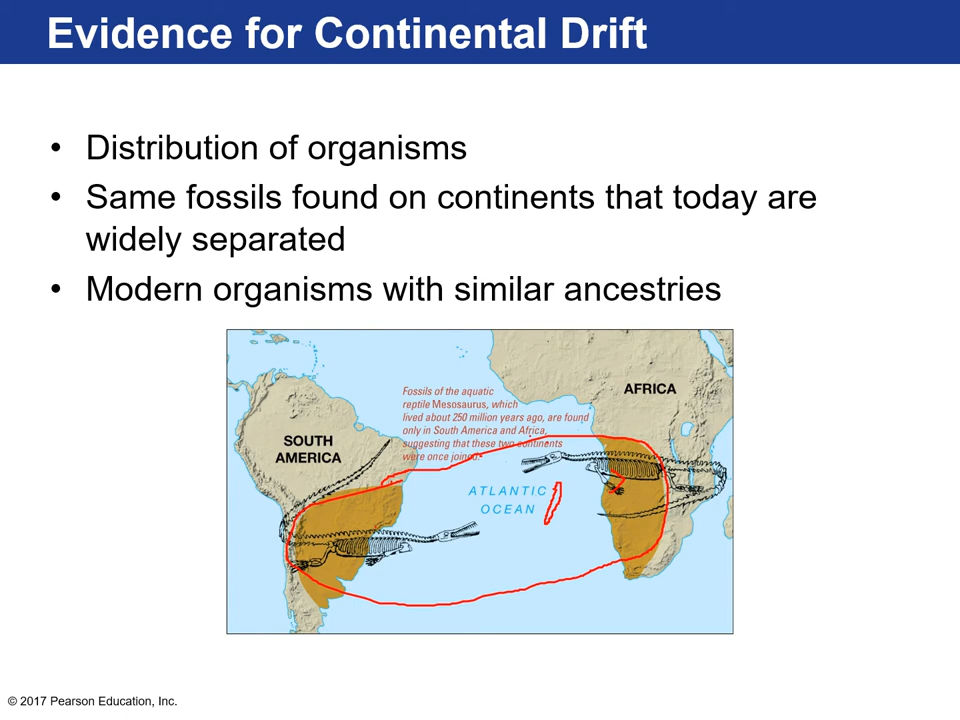 Evidence for Continental Drift
• Distribution of organisms
• Same fossils found on continents that today are
widely separated
• Modern organisms with similar ancestries
Fossils of the aquatic
reptile Mesosaurus, which
lived about 250 million years ago, are found
only in South America and Africa,
suggesting that these two continents
were once joined.
AFRICA
SOUTH
AMERICA
ATLANTIC
OCEAN
© 2017 Pearson Education, Inc.